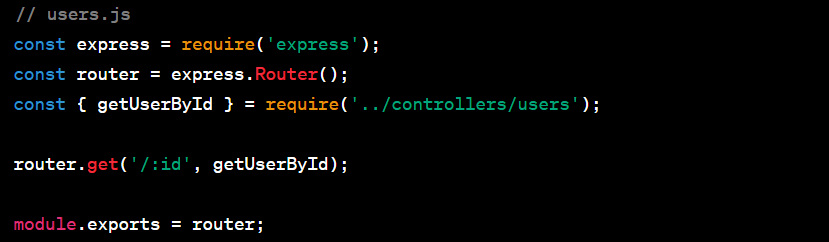 // users.js
const express = require('express');
const router = express.Router();
const { getUserById } = require('../controllers/users');
router.get('/:id', getUserById);
module.exports = router;